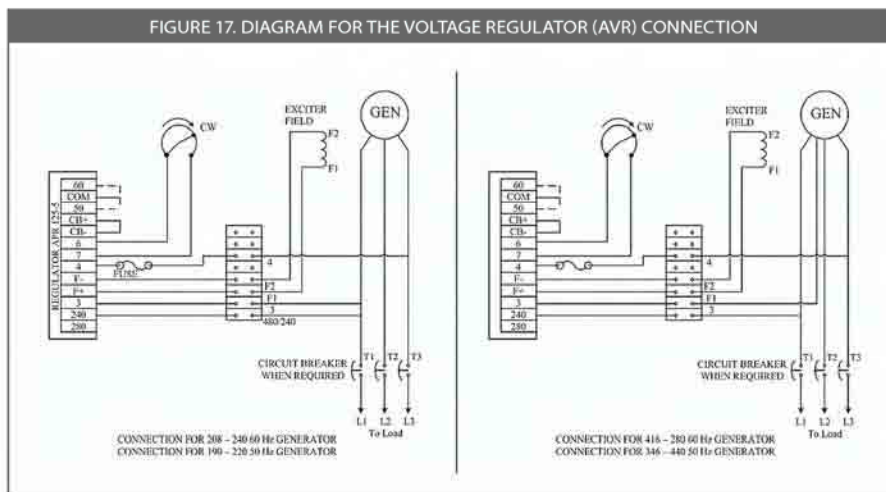 FIGURE 17. DIAGRAM FOR THE VOLTAGE REGULATOR (AVR) CONNECTION
GEN
EXCITER
FIELD
F2
F1
CW
REGULATOR APR 125-5
60
COM
50
CB+
CB-
6
7
4
F-
F+
3
240
280
FUSE
4
F2
F1
3
480/240
T1
T2
T3
CIRCUIT BREAKER
WHEN REQUIRED
L1
L2
L3
To Load
CONNECTION FOR 208 – 240 60 Hz GENERATOR
CONNECTION FOR 190 – 220 50 Hz GENERATOR
GEN
EXCITER
FIELD
F2
F1
CW
REGULATOR APR 125-5
60
COM
50
CB+
CB-
6
7
4
F-
F+
3
240
280
FUSE
4
F2
F1
3
T1
T2
T3
CIRCUIT BREAKER
WHEN REQUIRED
L1
L2
L3
To Load
CONNECTION FOR 416 – 280 60 Hz GENERATOR
CONNECTION FOR 346 – 440 50 Hz GENERATOR